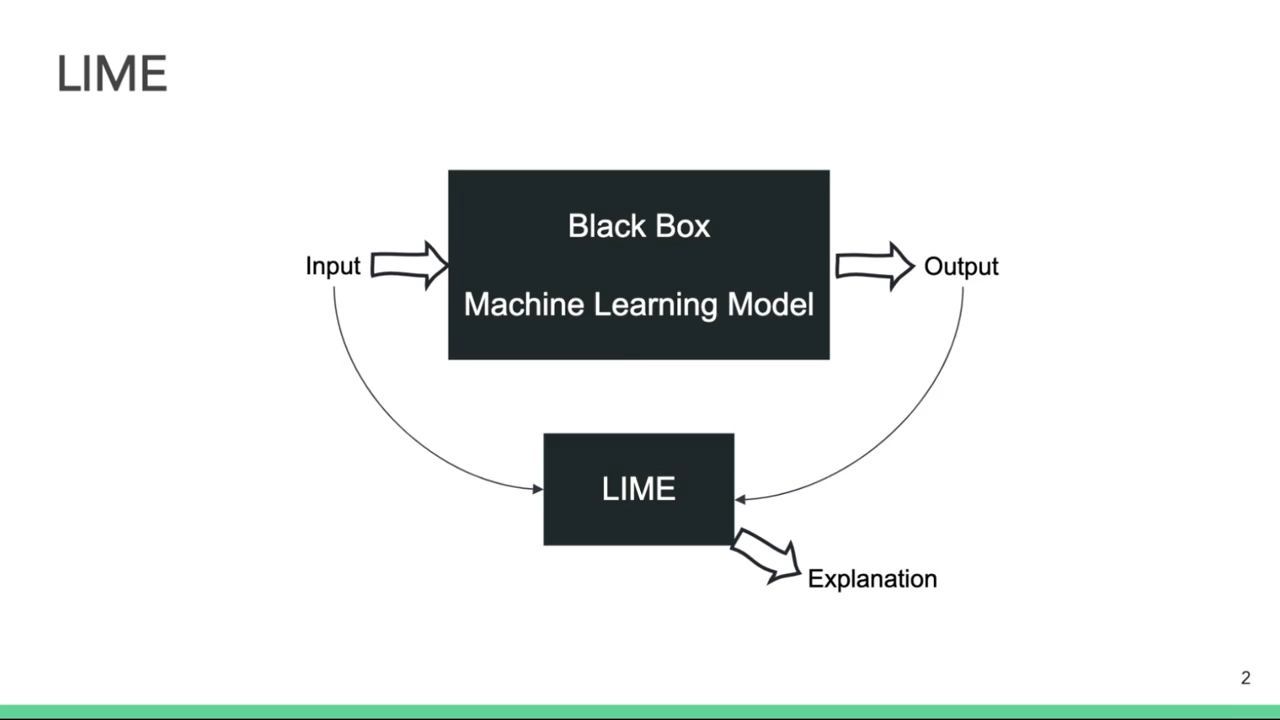 LIME
Black Box
Input
Output
Machine Learning Model
LIME
Explanation
2